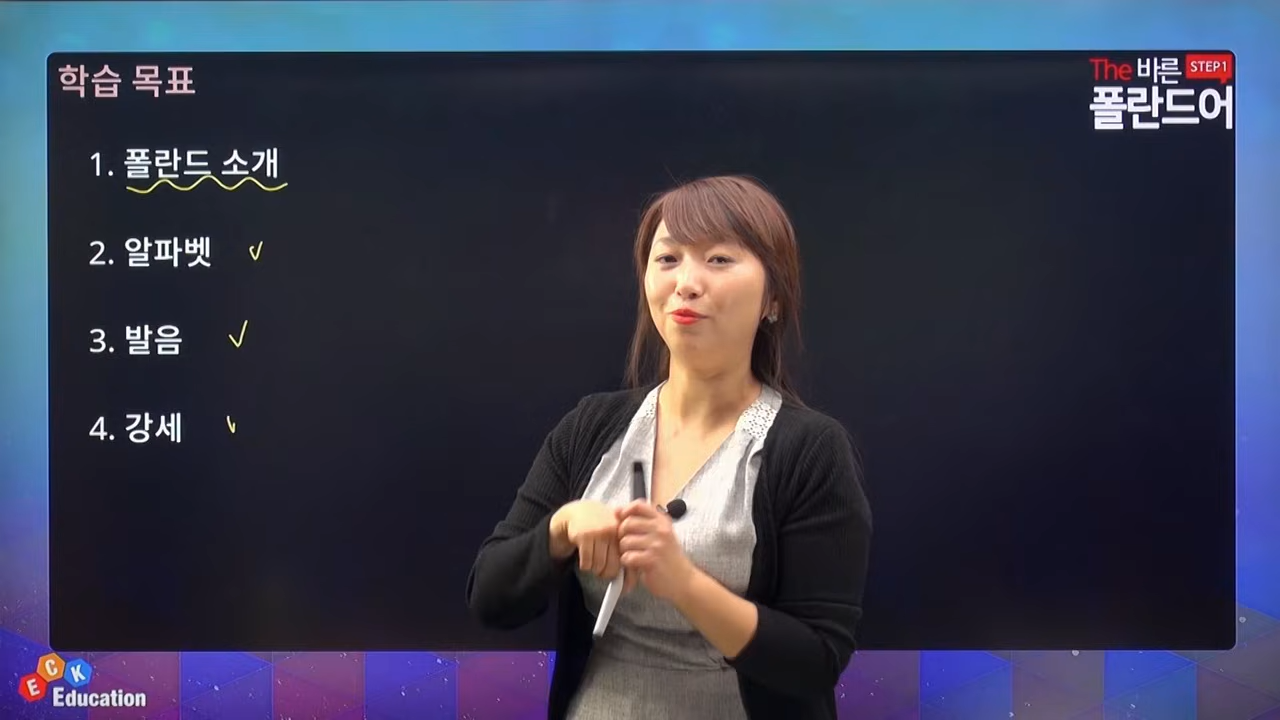 학습 목표
The 바른 STEP1
폴란드어
1. 폴란드 소개
2. 알파벳
3. 발음
4. 강세
ECK
Education